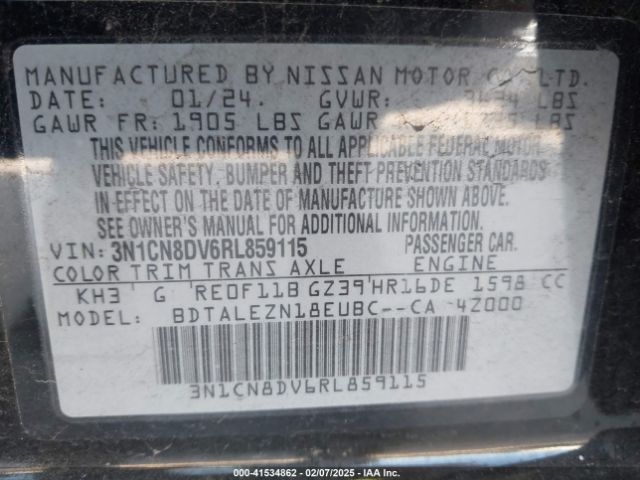 MANUFACTURED BY NISSAN MOTOR CO., LTD.
DATE: 01/24. GVWR: LBS
GAWR FR: 1905 LBS GAWR LBS
THIS VEHICLE CONFORMS TO ALL APPLICABLE FEDERAL MOTOR
VEHICLE SAFETY, BUMPER AND THEFT PREVENTION STANDARDS
IN EFFECT ON THE DATE OF MANUFACTURE SHOWN ABOVE.
SEE OWNER'S MANUAL FOR ADDITIONAL INFORMATION.
VIN: 3N1CN8DV6RL859115 PASSENGER CAR.
COLOR TRIM TRANS AXLE ENGINE
KH3 G RE0F11B GZ39 HR16DE 1598 CC
MODEL: BDTALEZN18EUBC--CA 4Z000
3N1CN8DV6RL859115
000-41534862 - 02/07/2025 - IAA Inc.